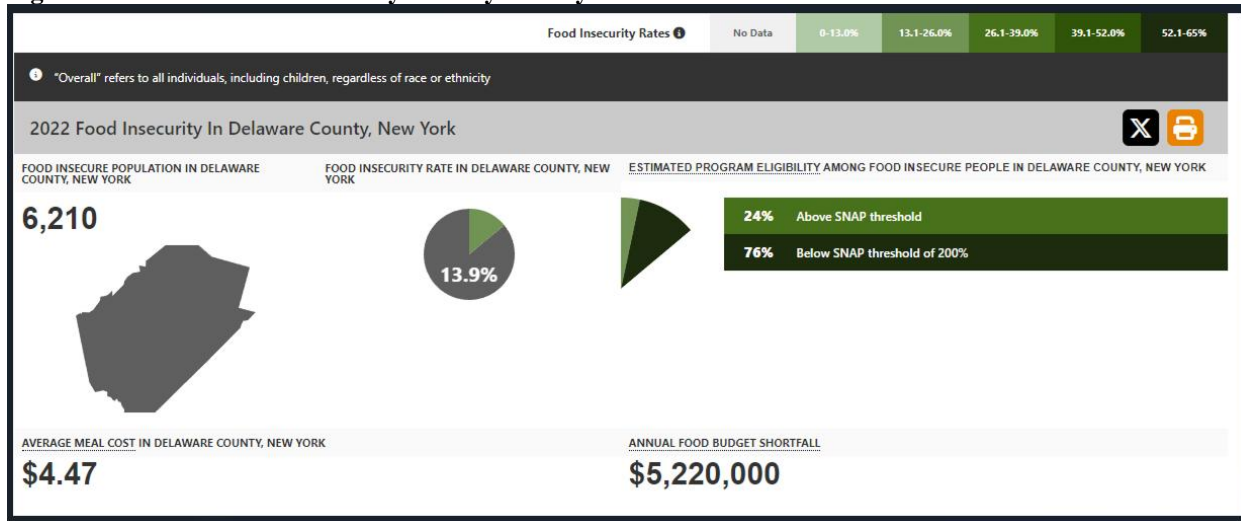 Food Insecurity Rates No Data 0-13.0% 13.1-26.0% 26.1-39.0% 39.1-52.0% 52.1-65%
"Overall" refers to all individuals, including children, regardless of race or ethnicity
2022 Food Insecurity In Delaware County, New York
FOOD INSECURE POPULATION IN DELAWARE
COUNTY, NEW YORK
6,210
FOOD INSECURITY RATE IN DELAWARE COUNTY, NEW
YORK
13.9%
ESTIMATED PROGRAM ELIGIBILITY AMONG FOOD INSECURE PEOPLE IN DELAWARE COUNTY, NEW YORK
24% Above SNAP threshold
76% Below SNAP threshold of 200%
AVERAGE MEAL COST IN DELAWARE COUNTY, NEW YORK
$4.47
ANNUAL FOOD BUDGET SHORTFALL
$5,220,000